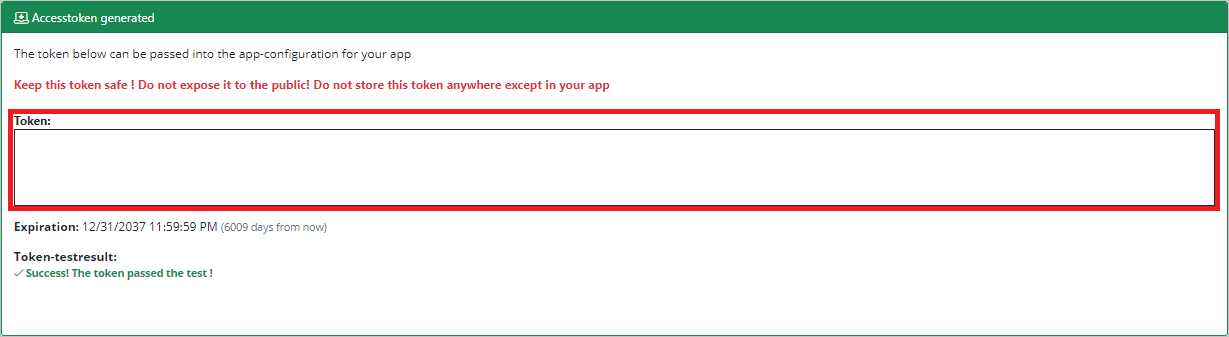 Accesstoken generated
The token below can be passed into the app-configuration for your app
Keep this token safe ! Do not expose it to the public! Do not store this token anywhere except in your app
Token:
Expiration: 12/31/2037 11:59:59 PM (6009 days from now)
Token-testresult:
Success! The token passed the test !